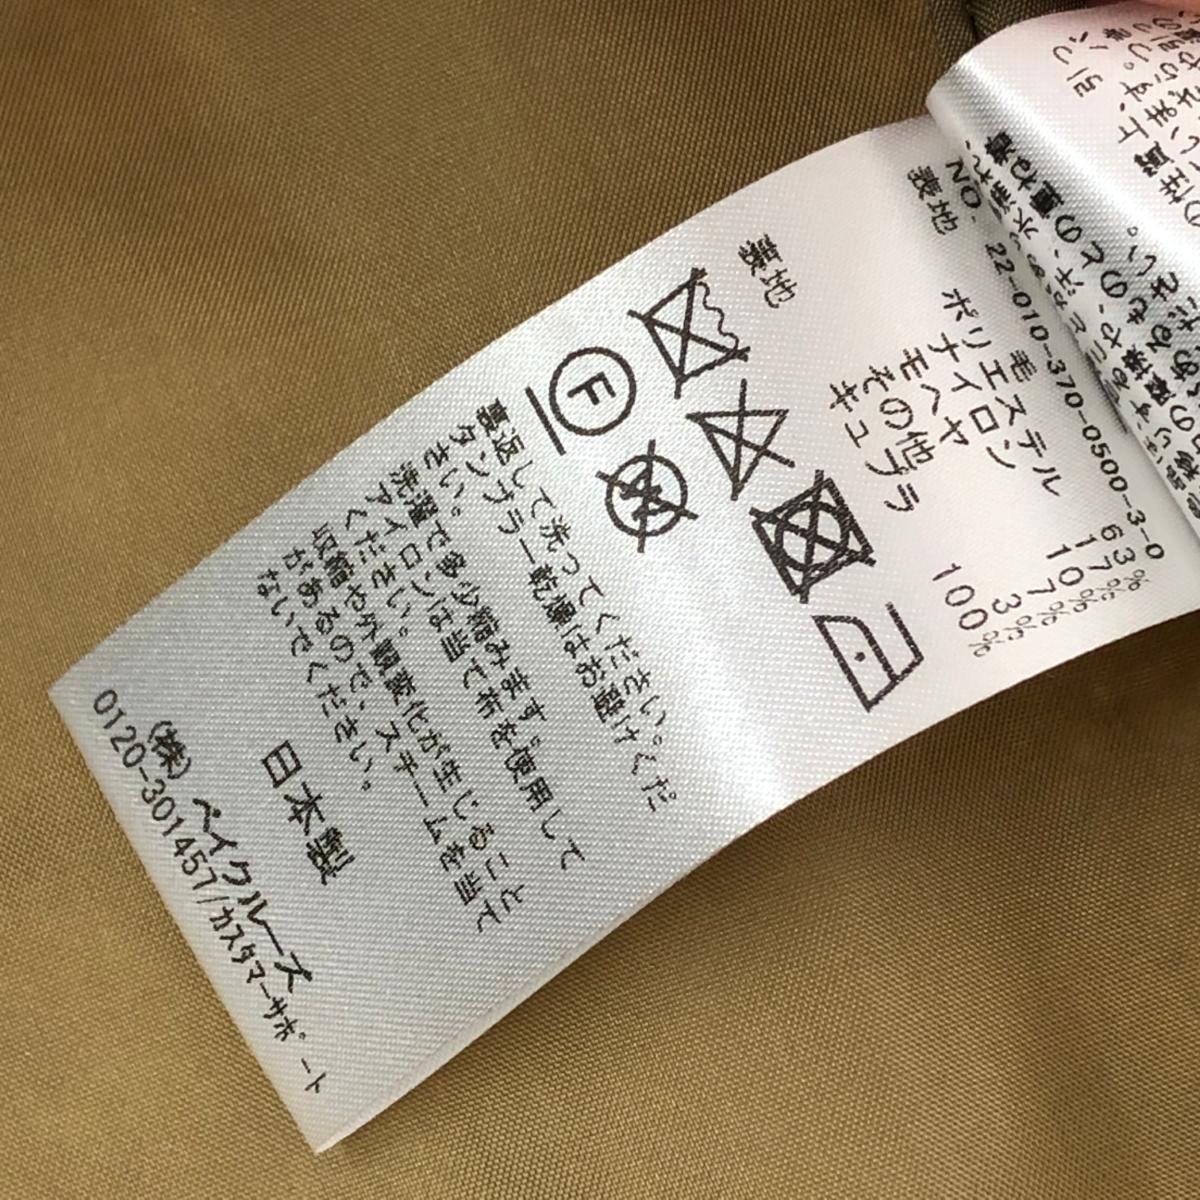 NO. 22-010-370-0500-3-0
表地 毛 63%
ポリエステル 17%
ナイロン 10%
モヘヤ 7%
その他 3%
裏地 キュプラ 100%
F
W
裏返して洗ってください。
タンブラー乾燥はお避けくだ
さい。
洗濯で多少縮みます。
アイロンは当て布を使用して
ください。
収縮や外観変化が生じること
があるので、スチームを当て
ないでください。
日本製
(株) ベイクルーズ
0120-301457/カスタマーサポート